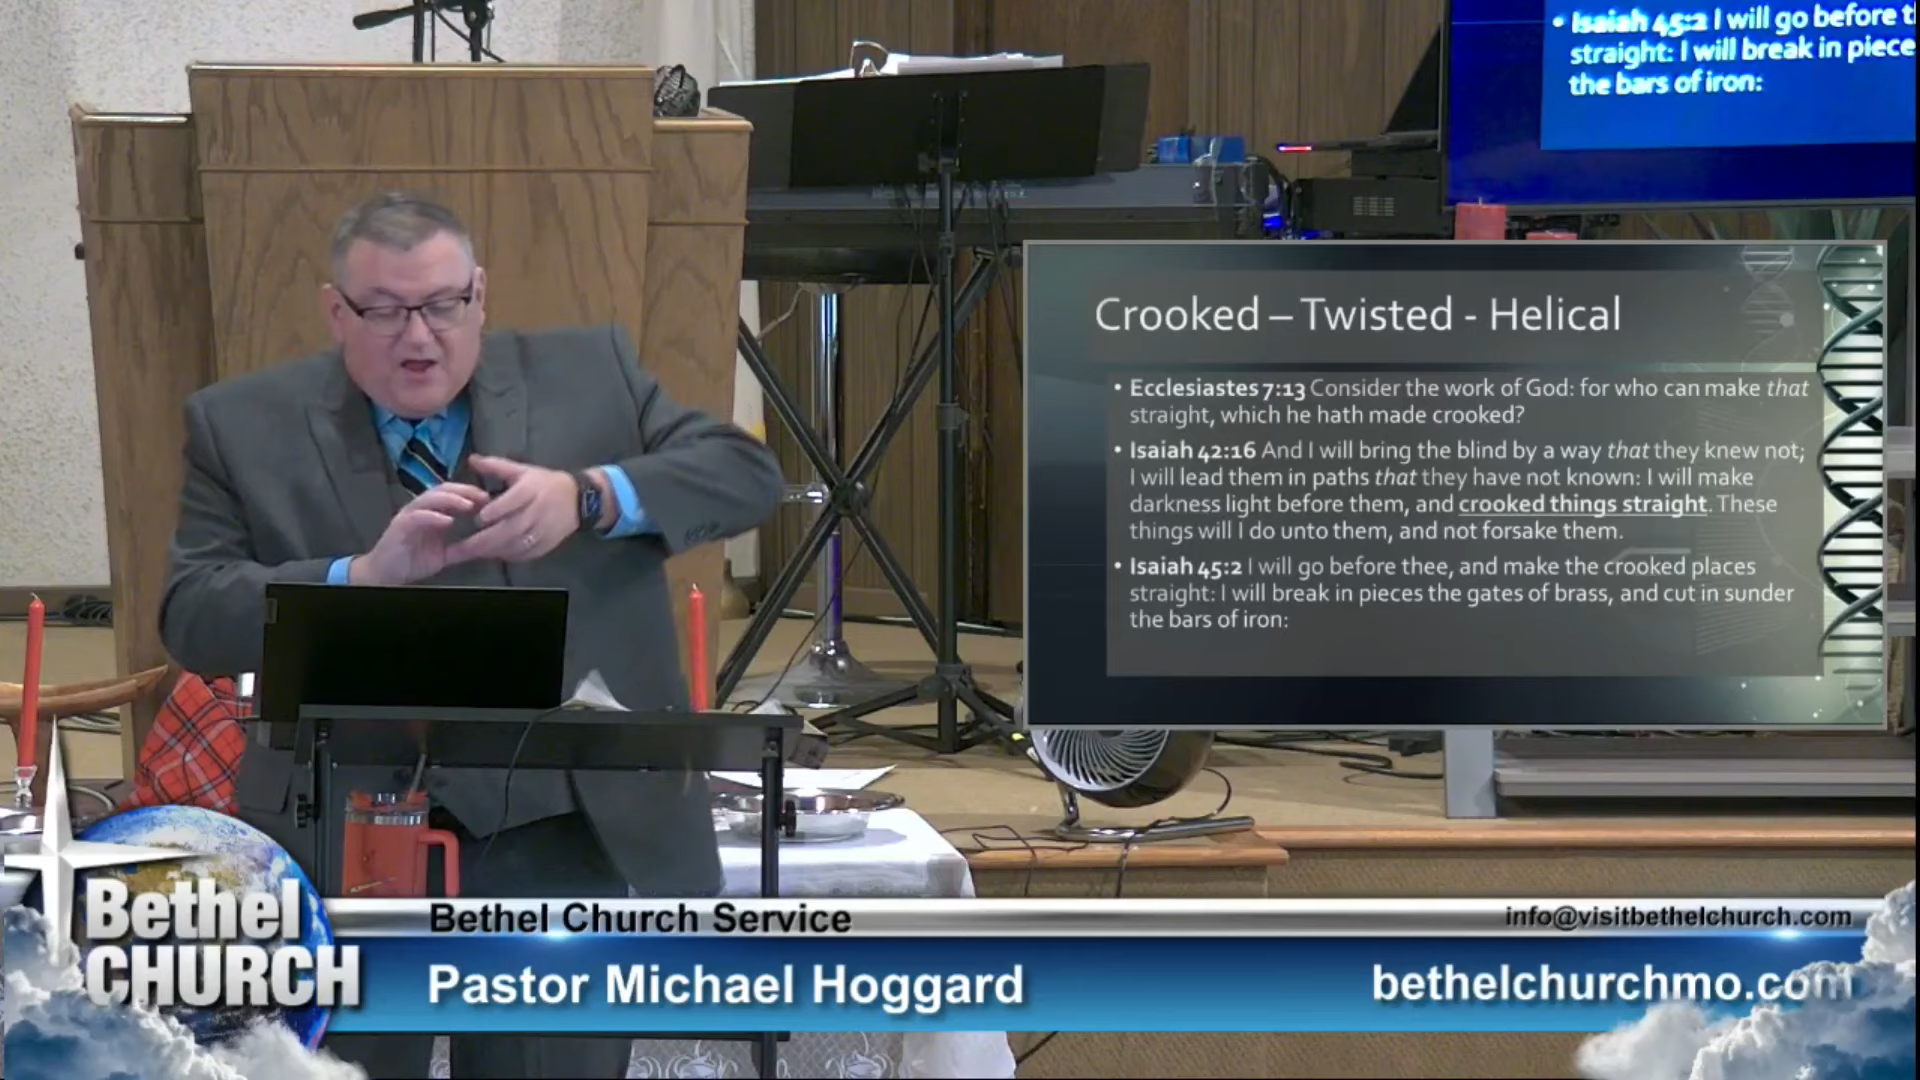 • Isaiah 45:2 I will go before t
straight: I will break in piece
the bars of iron:
Crooked – Twisted - Helical
• Ecclesiastes 7:13 Consider the work of God: for who can make that
straight, which he hath made crooked?
• Isaiah 42:16 And I will bring the blind by a way that they knew not;
I will lead them in paths that they have not known: I will make
darkness light before them, and crooked things straight. These
things will I do unto them, and not forsake them.
• Isaiah 45:2 I will go before thee, and make the crooked places
straight: I will break in pieces the gates of brass, and cut in sunder
the bars of iron:
Bethel
CHURCH
Bethel Church Service
info@visitbethelchurch.com
Pastor Michael Hoggard
bethelchurchmo.com